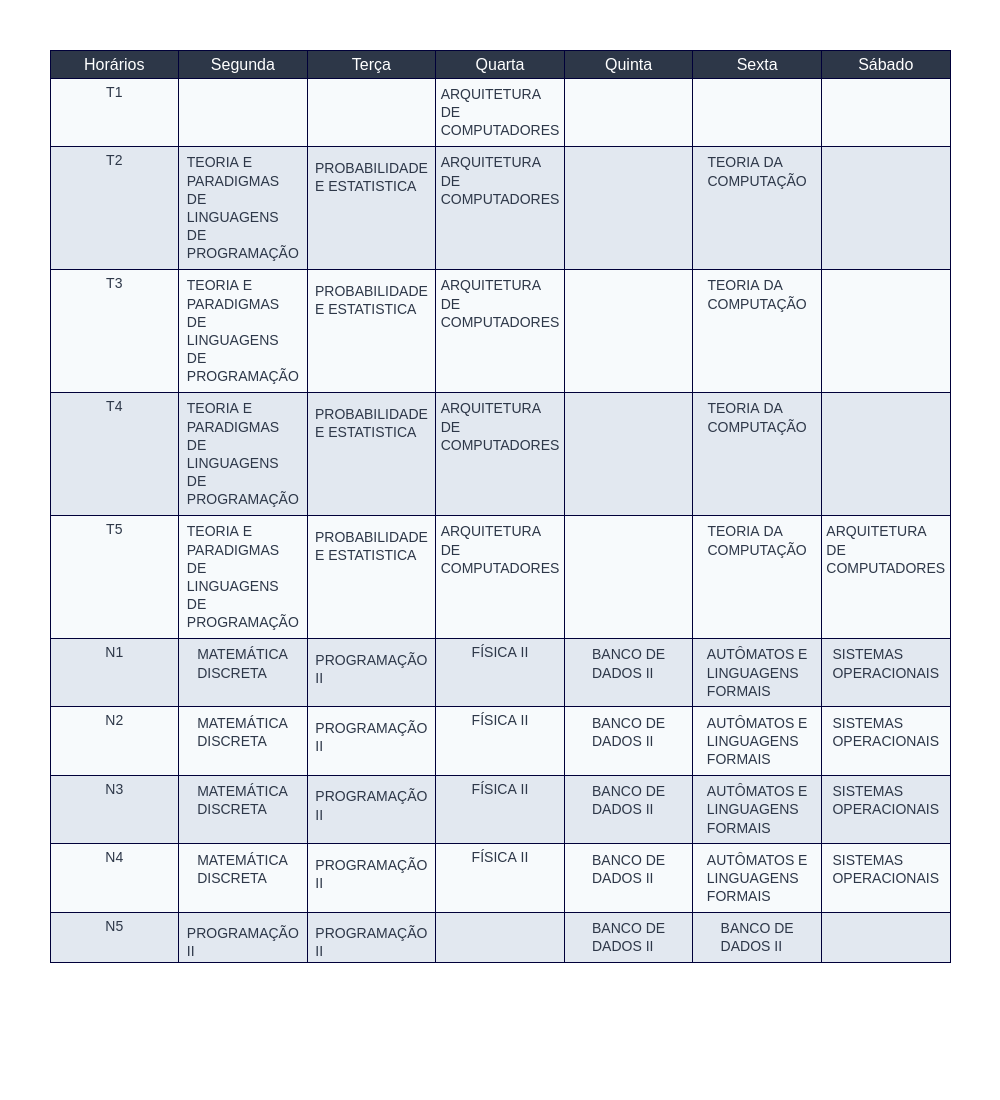 Horários Segunda Terça Quarta Quinta Sexta Sábado
T1 ARQUITETURA
DE
COMPUTADORES
T2 TEORIA E PARADIGMAS DE LINGUAGENS DE PROGRAMAÇÃO PROBABILIDADE E ESTATISTICA ARQUITETURA DE COMPUTADORES TEORIA DA COMPUTAÇÃO
T3 TEORIA E PARADIGMAS DE LINGUAGENS DE PROGRAMAÇÃO PROBABILIDADE E ESTATISTICA ARQUITETURA DE COMPUTADORES TEORIA DA COMPUTAÇÃO
T4 TEORIA E PARADIGMAS DE LINGUAGENS DE PROGRAMAÇÃO PROBABILIDADE E ESTATISTICA ARQUITETURA DE COMPUTADORES TEORIA DA COMPUTAÇÃO
T5 TEORIA E PARADIGMAS DE LINGUAGENS DE PROGRAMAÇÃO PROBABILIDADE E ESTATISTICA ARQUITETURA DE COMPUTADORES TEORIA DA COMPUTAÇÃO ARQUITETURA DE COMPUTADORES
N1 MATEMÁTICA DISCRETA PROGRAMAÇÃO II FÍSICA II BANCO DE DADOS II AUTÔMATOS E LINGUAGENS FORMAIS SISTEMAS OPERACIONAIS
N2 MATEMÁTICA DISCRETA PROGRAMAÇÃO II FÍSICA II BANCO DE DADOS II AUTÔMATOS E LINGUAGENS FORMAIS SISTEMAS OPERACIONAIS
N3 MATEMÁTICA DISCRETA PROGRAMAÇÃO II FÍSICA II BANCO DE DADOS II AUTÔMATOS E LINGUAGENS FORMAIS SISTEMAS OPERACIONAIS
N4 MATEMÁTICA DISCRETA PROGRAMAÇÃO II FÍSICA II BANCO DE DADOS II AUTÔMATOS E LINGUAGENS FORMAIS SISTEMAS OPERACIONAIS
N5 PROGRAMAÇÃO II PROGRAMAÇÃO II BANCO DE DADOS II BANCO DE DADOS II